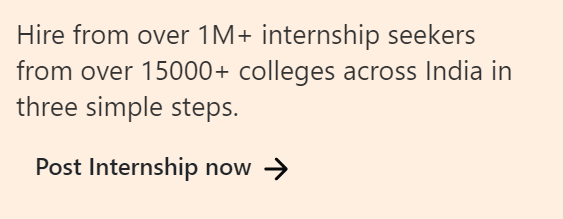 Hire from over 1M+ internship seekers
from over 15000+ colleges across India in
three simple steps.
Post Internship now →